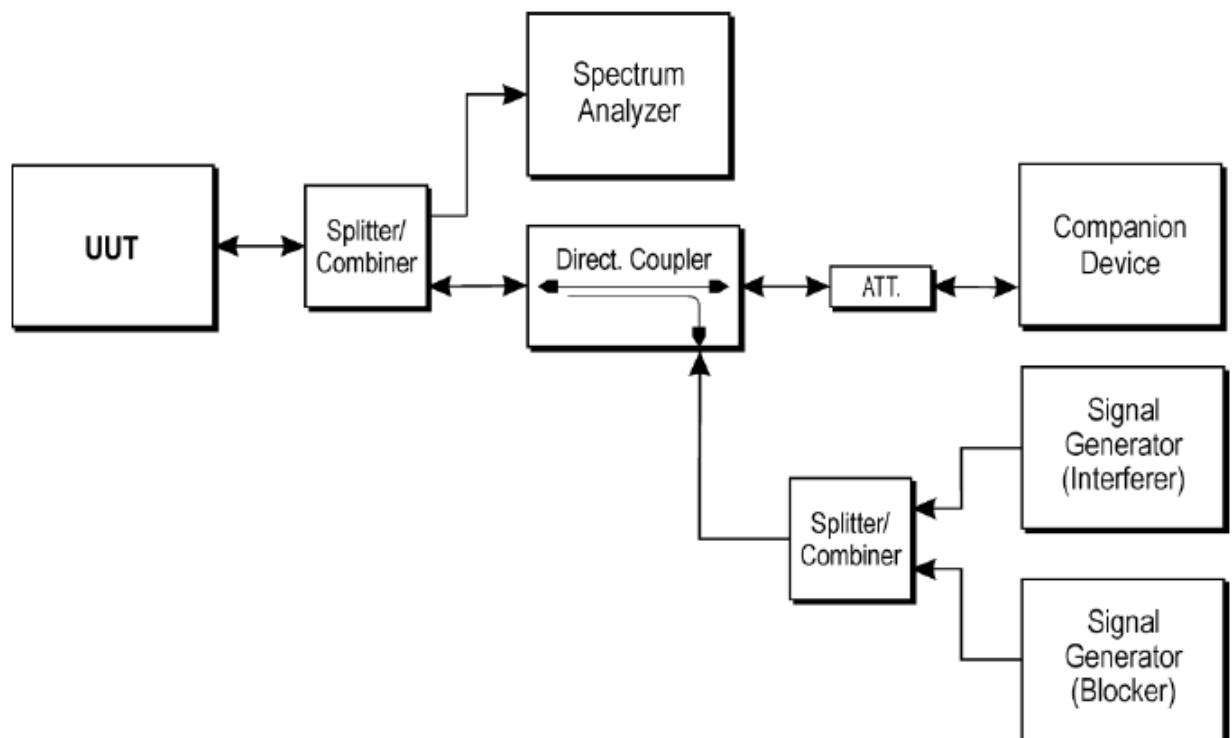 Spectrum
Analyzer
UUT
Splitter/
Combiner
Direct. Coupler
ATT.
Companion
Device
Signal
Generator
(Interferer)
Splitter/
Combiner
Signal
Generator
(Blocker)